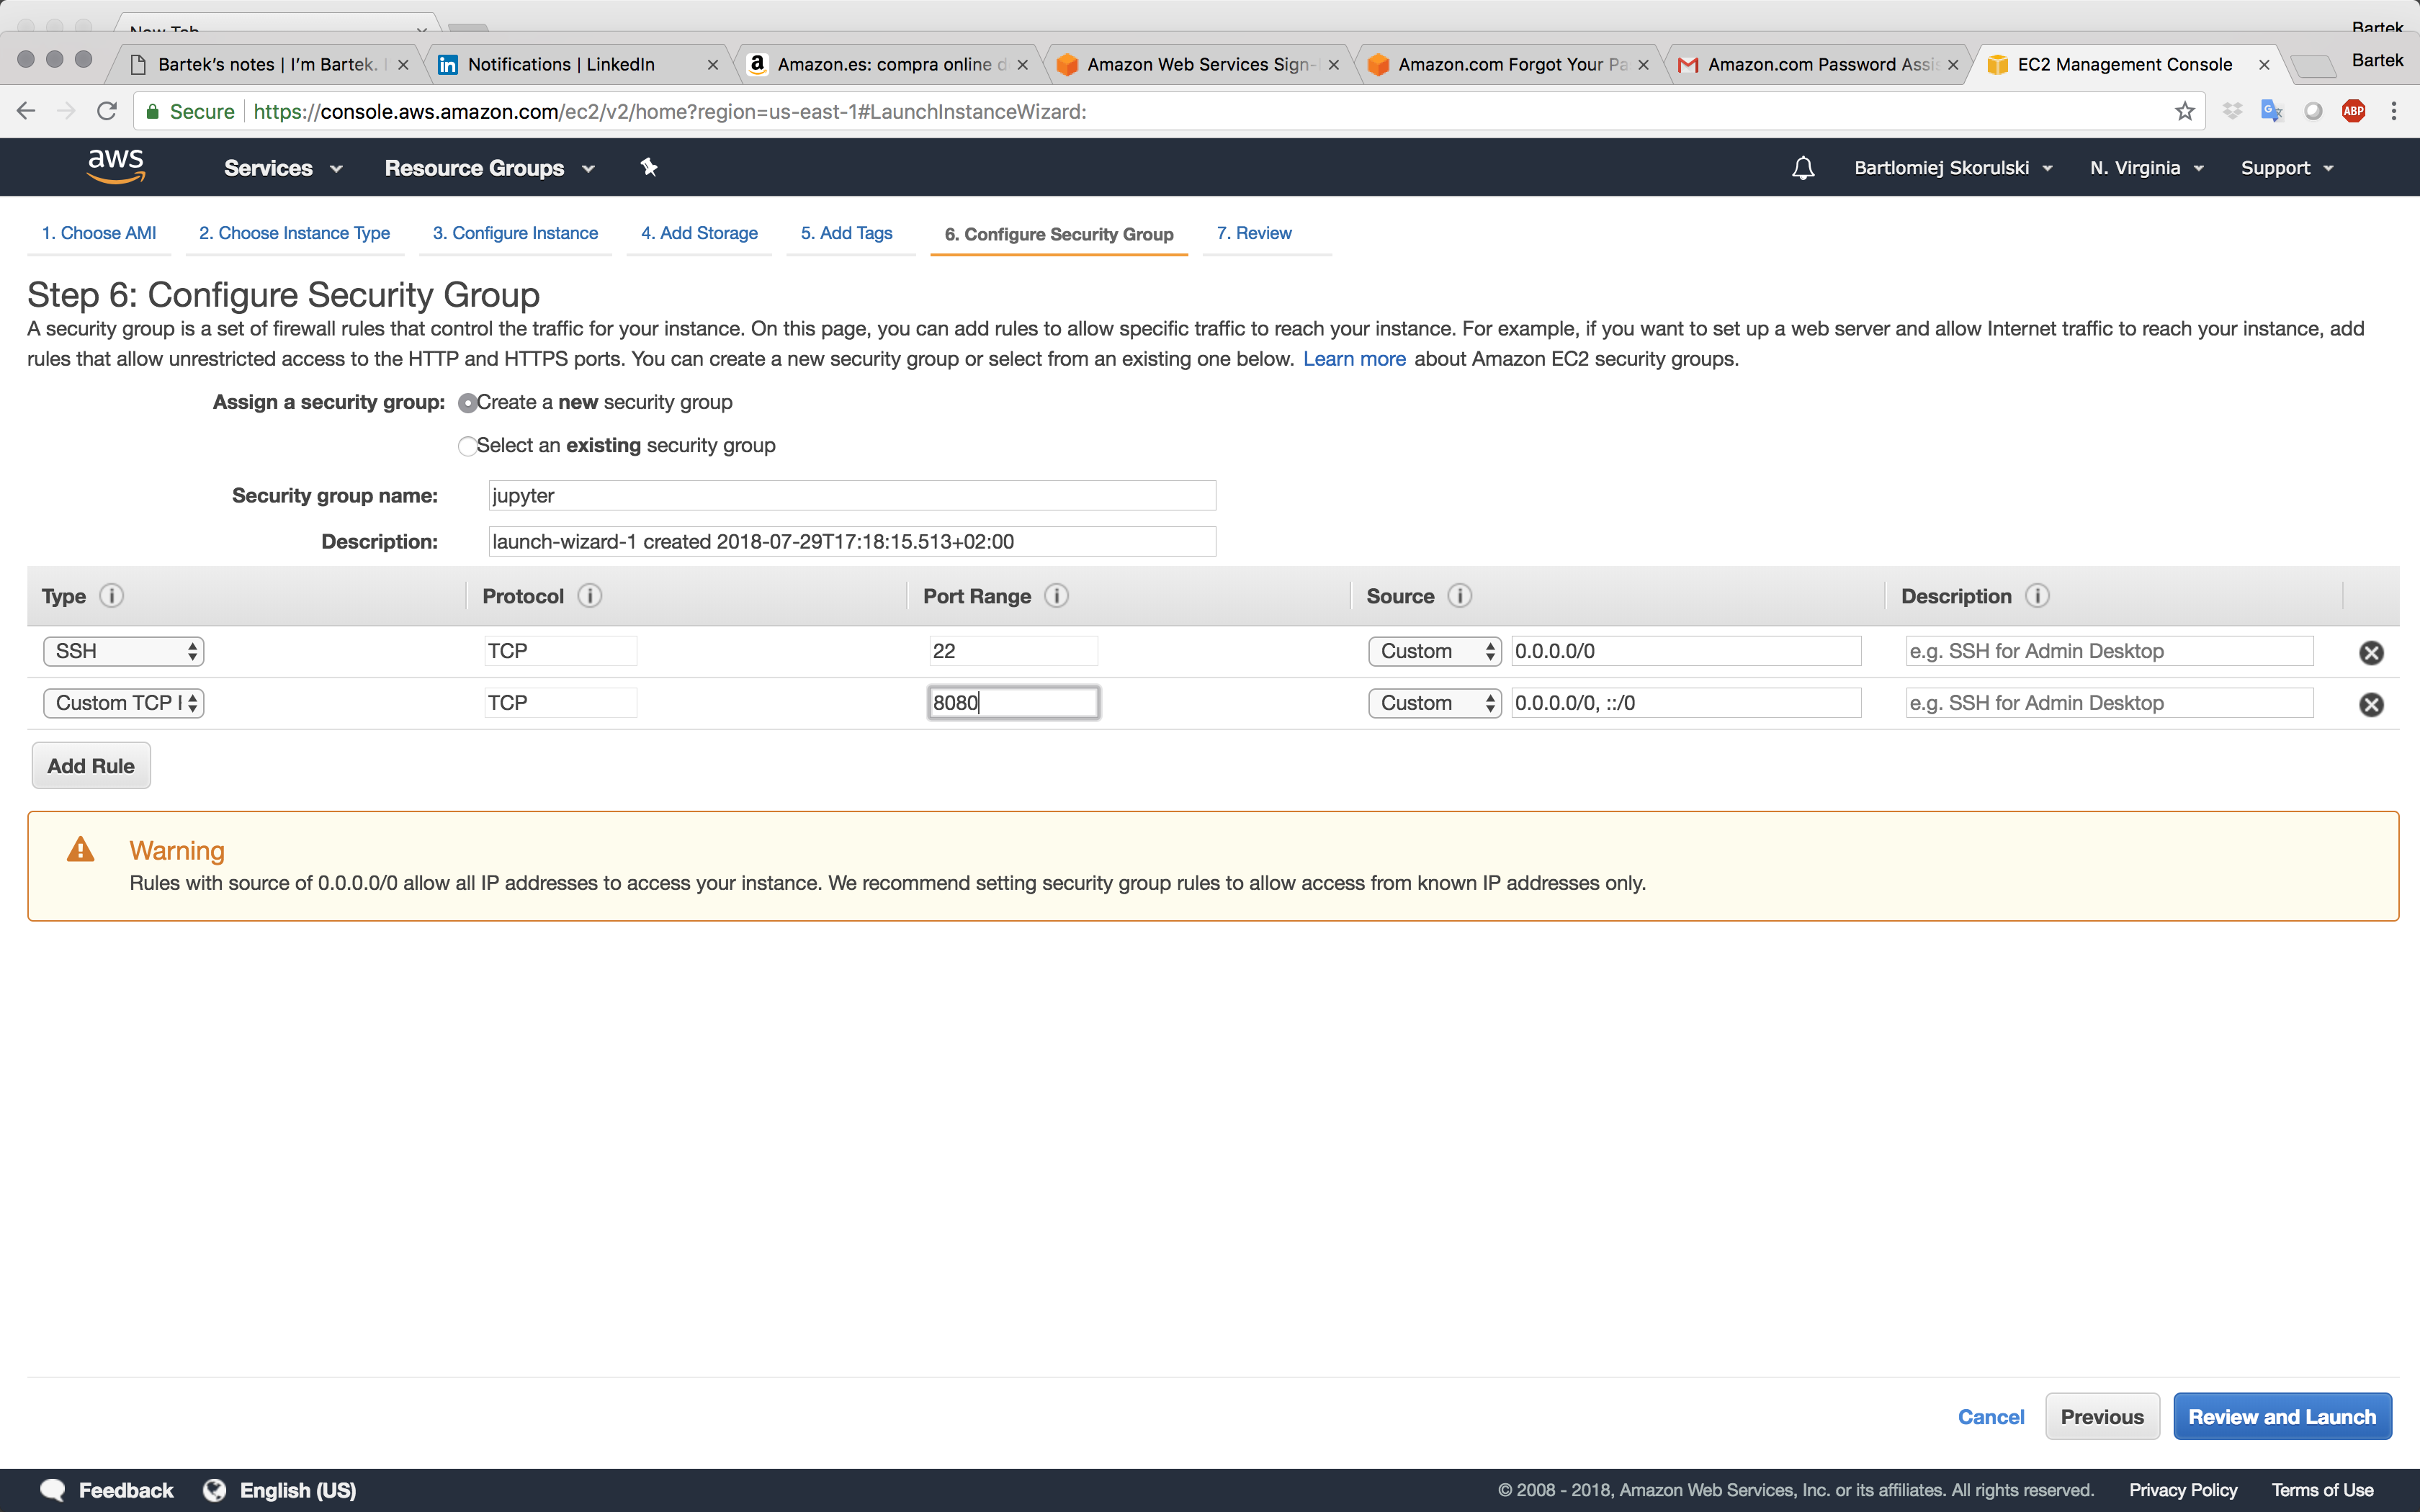 New Tab
Bartek
Bartek's notes | I'm Bartek.
Notifications | LinkedIn
Amazon.es: compra online d
Amazon Web Services Sign-
Amazon.com Forgot Your Pa
Amazon.com Password Assis
EC2 Management Console
Bartek
Secure
https://console.aws.amazon.com/ec2/v2/home?region=us-east-1#LaunchInstanceWizard:
ABP
aws
Services
Resource Groups
Bartlomiej Skorulski
N. Virginia
Support
1. Choose AMI
2. Choose Instance Type
3. Configure Instance
4. Add Storage
5. Add Tags
6. Configure Security Group
7. Review
Step 6: Configure Security Group
A security group is a set of firewall rules that control the traffic for your instance. On this page, you can add rules to allow specific traffic to reach your instance. For example, if you want to set up a web server and allow Internet traffic to reach your instance, add
rules that allow unrestricted access to the HTTP and HTTPS ports. You can create a new security group or select from an existing one below. Learn more about Amazon EC2 security groups.
Assign a security group: Create a new security group
Select an existing security group
Security group name: jupyter
Description: launch-wizard-1 created 2018-07-29T17:18:15.513+02:00
Type Protocol Port Range Source Description
SSH TCP 22 Custom 0.0.0.0/0 e.g. SSH for Admin Desktop
Custom TCP TCP 8080 Custom 0.0.0.0/0, ::/0 e.g. SSH for Admin Desktop
Add Rule
Warning
Rules with source of 0.0.0.0/0 allow all IP addresses to access your instance. We recommend setting security group rules to allow access from known IP addresses only.
Cancel
Previous
Review and Launch
Feedback
English (US)
© 2008 - 2018, Amazon Web Services, Inc. or its affiliates. All rights reserved.
Privacy Policy
Terms of Use